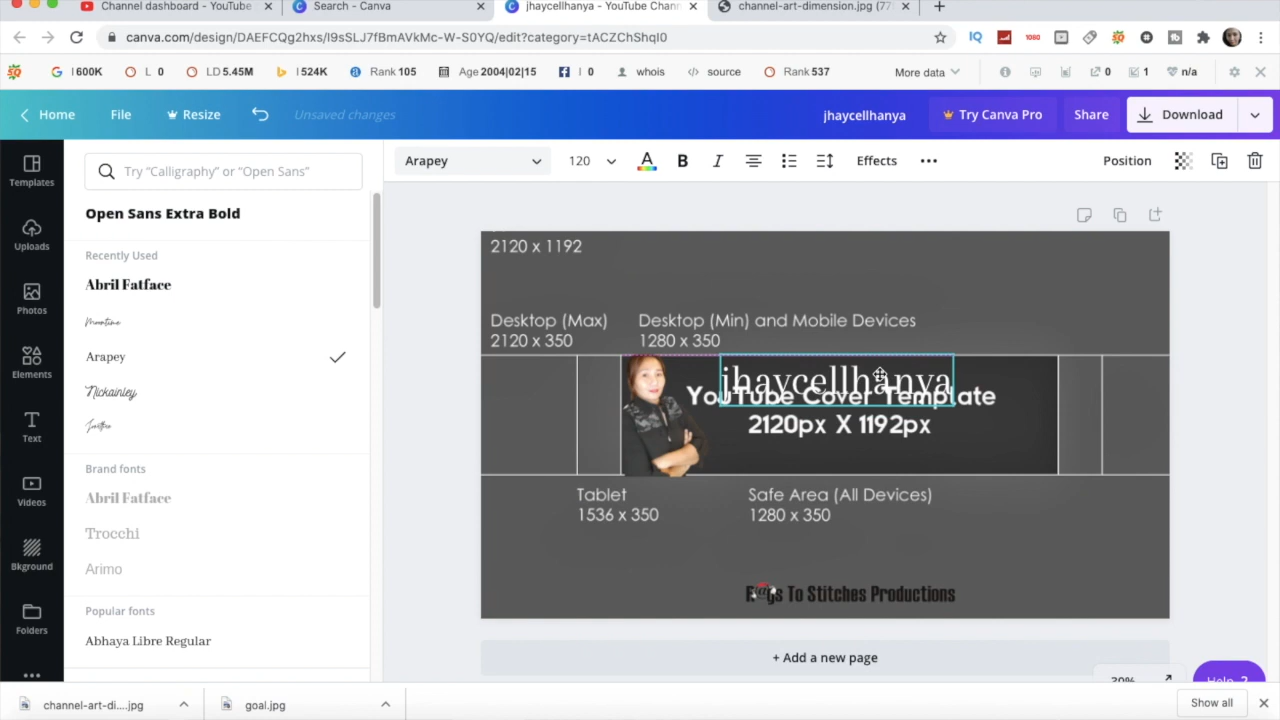 Channel dashboard - YouTube
Search - Canva
jhaycellhanya - YouTube Chann
channel-art-dimension.jpg (77
canva.com/design/DAEFCQg2hxs/l9sSLJ7fBmAVkMc-W-S0YQ/edit?category=tACZChShqI0
I 600K
L 0
LD 5.45M
I 524K
Rank 105
Age 2004|02|15
I 0
whois
source
Rank 537
More data
0
1
n/a
Home
File
Resize
Unsaved changes
jhaycellhanya
Try Canva Pro
Share
Download
Templates
Uploads
Photos
Elements
Text
Videos
Bkground
Folders
Try "Calligraphy" or "Open Sans"
Open Sans Extra Bold
Recently Used
Abril Fatface
Moontime
Arapey
Nickainley
Brand fonts
Abril Fatface
Trocchi
Arimo
Popular fonts
Abhaya Libre Regular
Arapey
120
A
B
I
Effects
Position
2120 x 1192
Desktop (Max)
2120 x 350
Desktop (Min) and Mobile Devices
1280 x 350
jhaycellhanya
YouTube Cover Template
2120px X 1192px
Tablet
1536 x 350
Safe Area (All Devices)
1280 x 350
Rags To Stitches Productions
+ Add a new page
Help ?
channel-art-di....jpg
goal.jpg
Show all